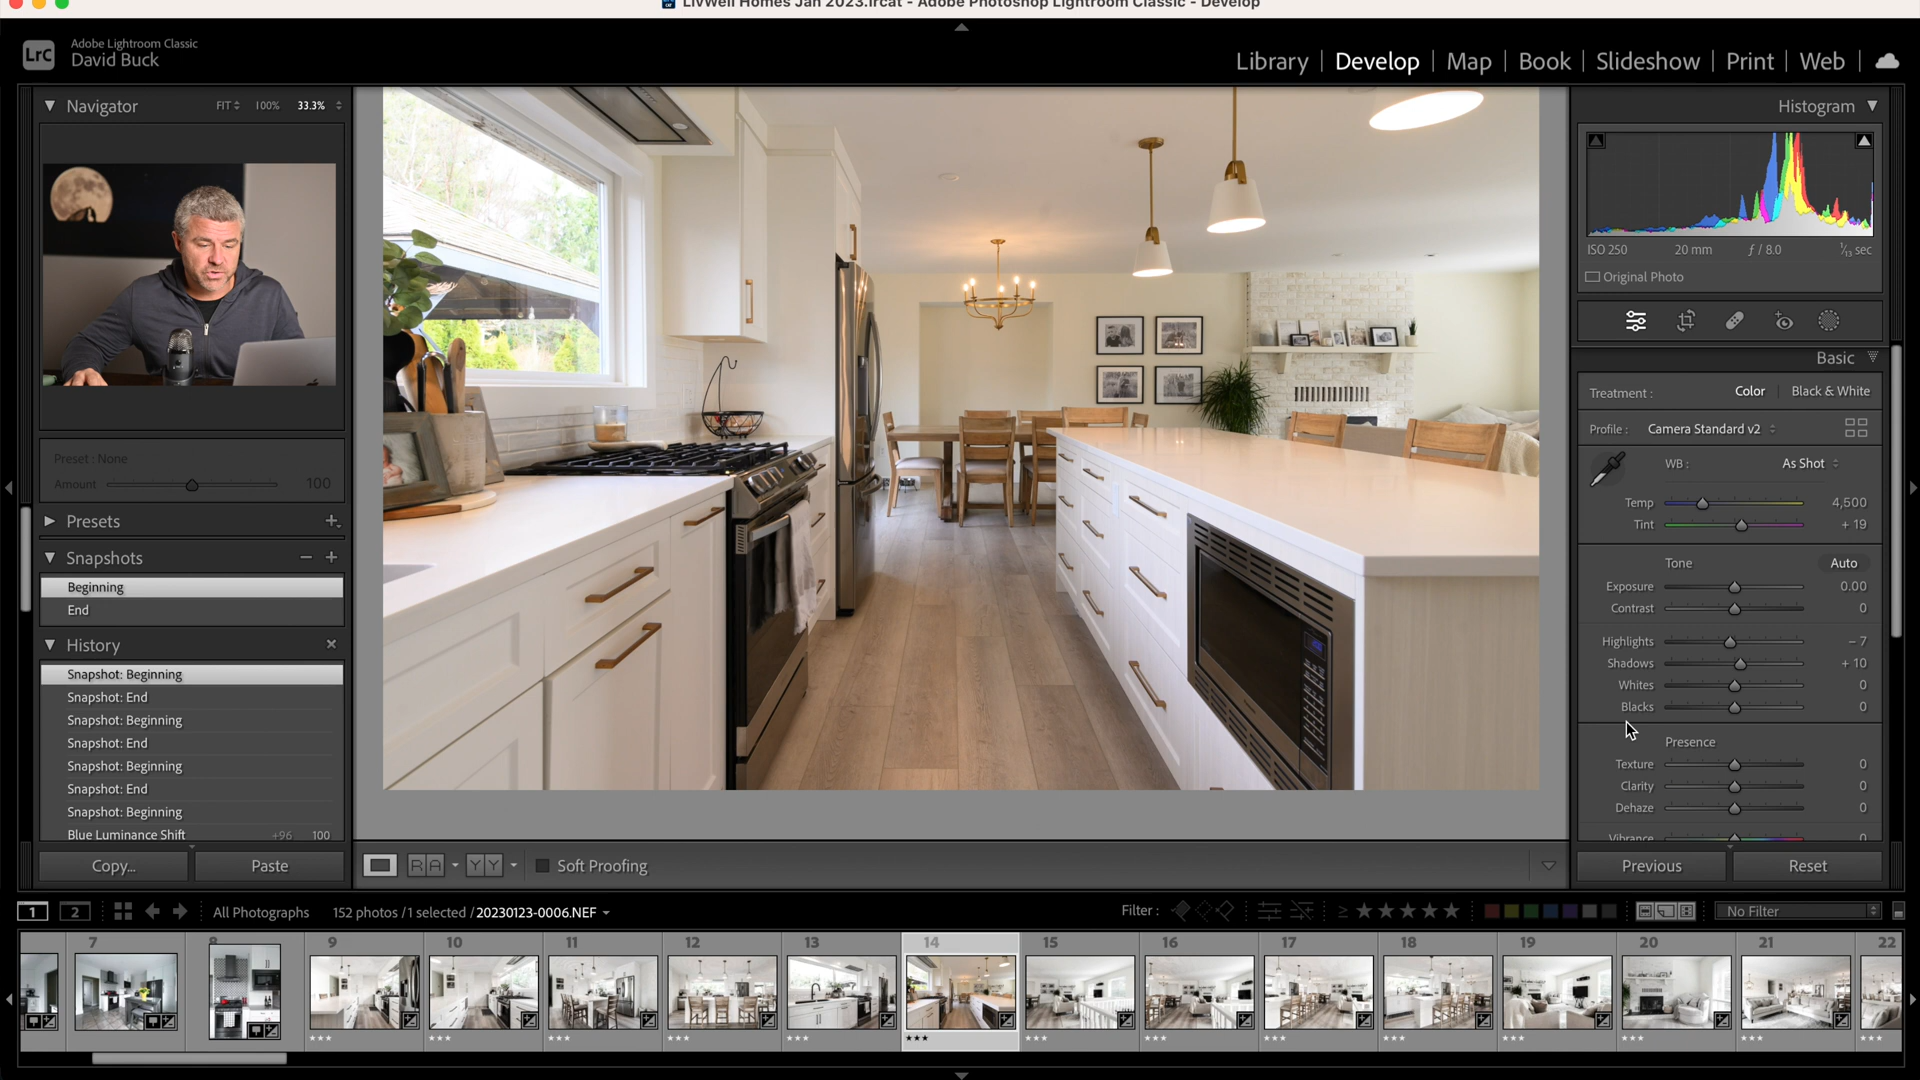 LivWell Homes Jan 2023.lrcat - Adobe Photoshop Lightroom Classic - Develop
LrC
Adobe Lightroom Classic
David Buck
Library | Develop | Map | Book | Slideshow | Print | Web
Navigator FIT 100% 33.3%
Preset : None
Amount 100
Presets
Snapshots
Beginning
End
History
Snapshot: Beginning
Snapshot: End
Snapshot: Beginning
Snapshot: End
Snapshot: Beginning
Snapshot: End
Snapshot: Beginning
Blue Luminance Shift +96 100
Copy... Paste
R A Y Y Soft Proofing
Histogram
ISO 250 20 mm ƒ / 8.0 1/13 sec
Original Photo
Basic
Treatment : Color | Black & White
Profile : Camera Standard v2
WB : As Shot
Temp 4,500
Tint + 19
Tone Auto
Exposure 0.00
Contrast 0
Highlights – 7
Shadows + 10
Whites 0
Blacks 0
Presence
Texture 0
Clarity 0
Dehaze 0
Vibrance 0
Previous Reset
1 2 All Photographs 152 photos /1 selected /20230123-0006.NEF Filter : ≥ ★★★★★ No Filter
7 8 9 10 11 12 13 14 15 16 17 18 19 20 21 22